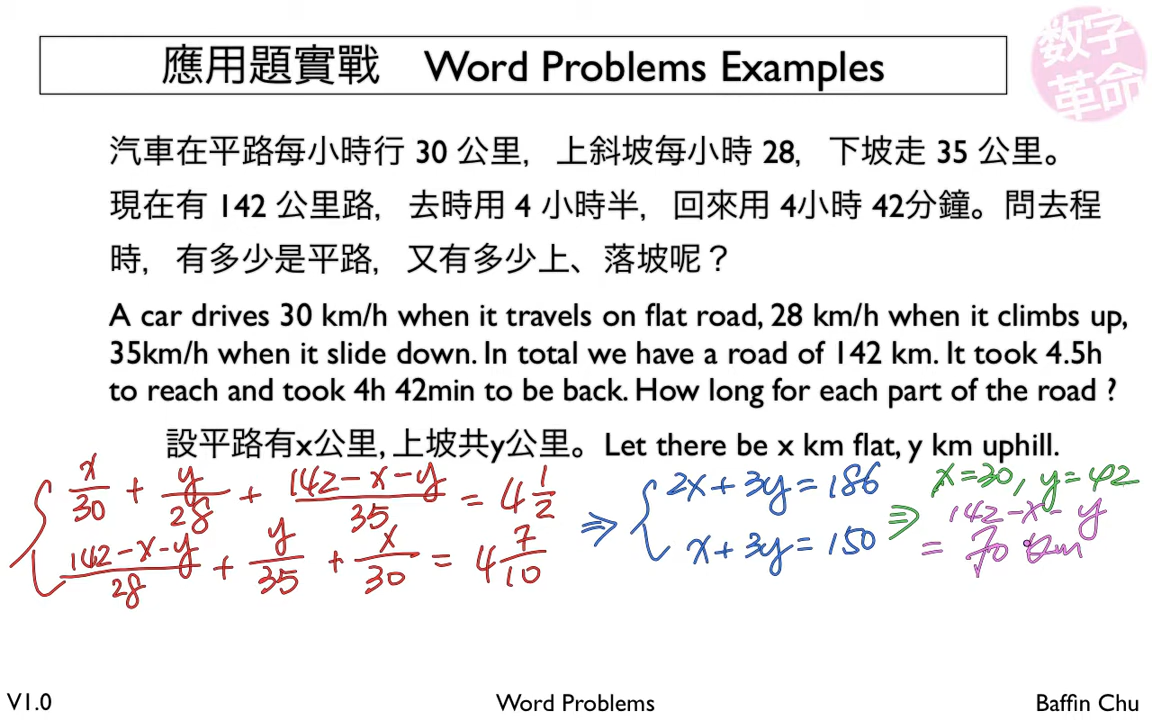 数字
革命
應用題實戰 Word Problems Examples
汽車在平路每小時行 30 公里，上斜坡每小時 28，下坡走 35 公里。
現在有 142 公里路，去時用 4 小時半，回來用 4小時 42分鐘。問去程
時，有多少是平路，又有多少上、落坡呢？
A car drives 30 km/h when it travels on flat road, 28 km/h when it climbs up,
35km/h when it slide down. In total we have a road of 142 km. It took 4.5h
to reach and took 4h 42min to be back. How long for each part of the road ?
設平路有x公里, 上坡共y公里。Let there be x km flat, y km uphill.
x/30 + y/28 + (142-x-y)/35 = 4 1/2
(142-x-y)/28 + y/35 + x/30 = 4 7/10
⇒ { 2x + 3y = 186
x + 3y = 150
⇒ x=30, y=42
142-x-y
= 70 km
V1.0 Word Problems Baffin Chu